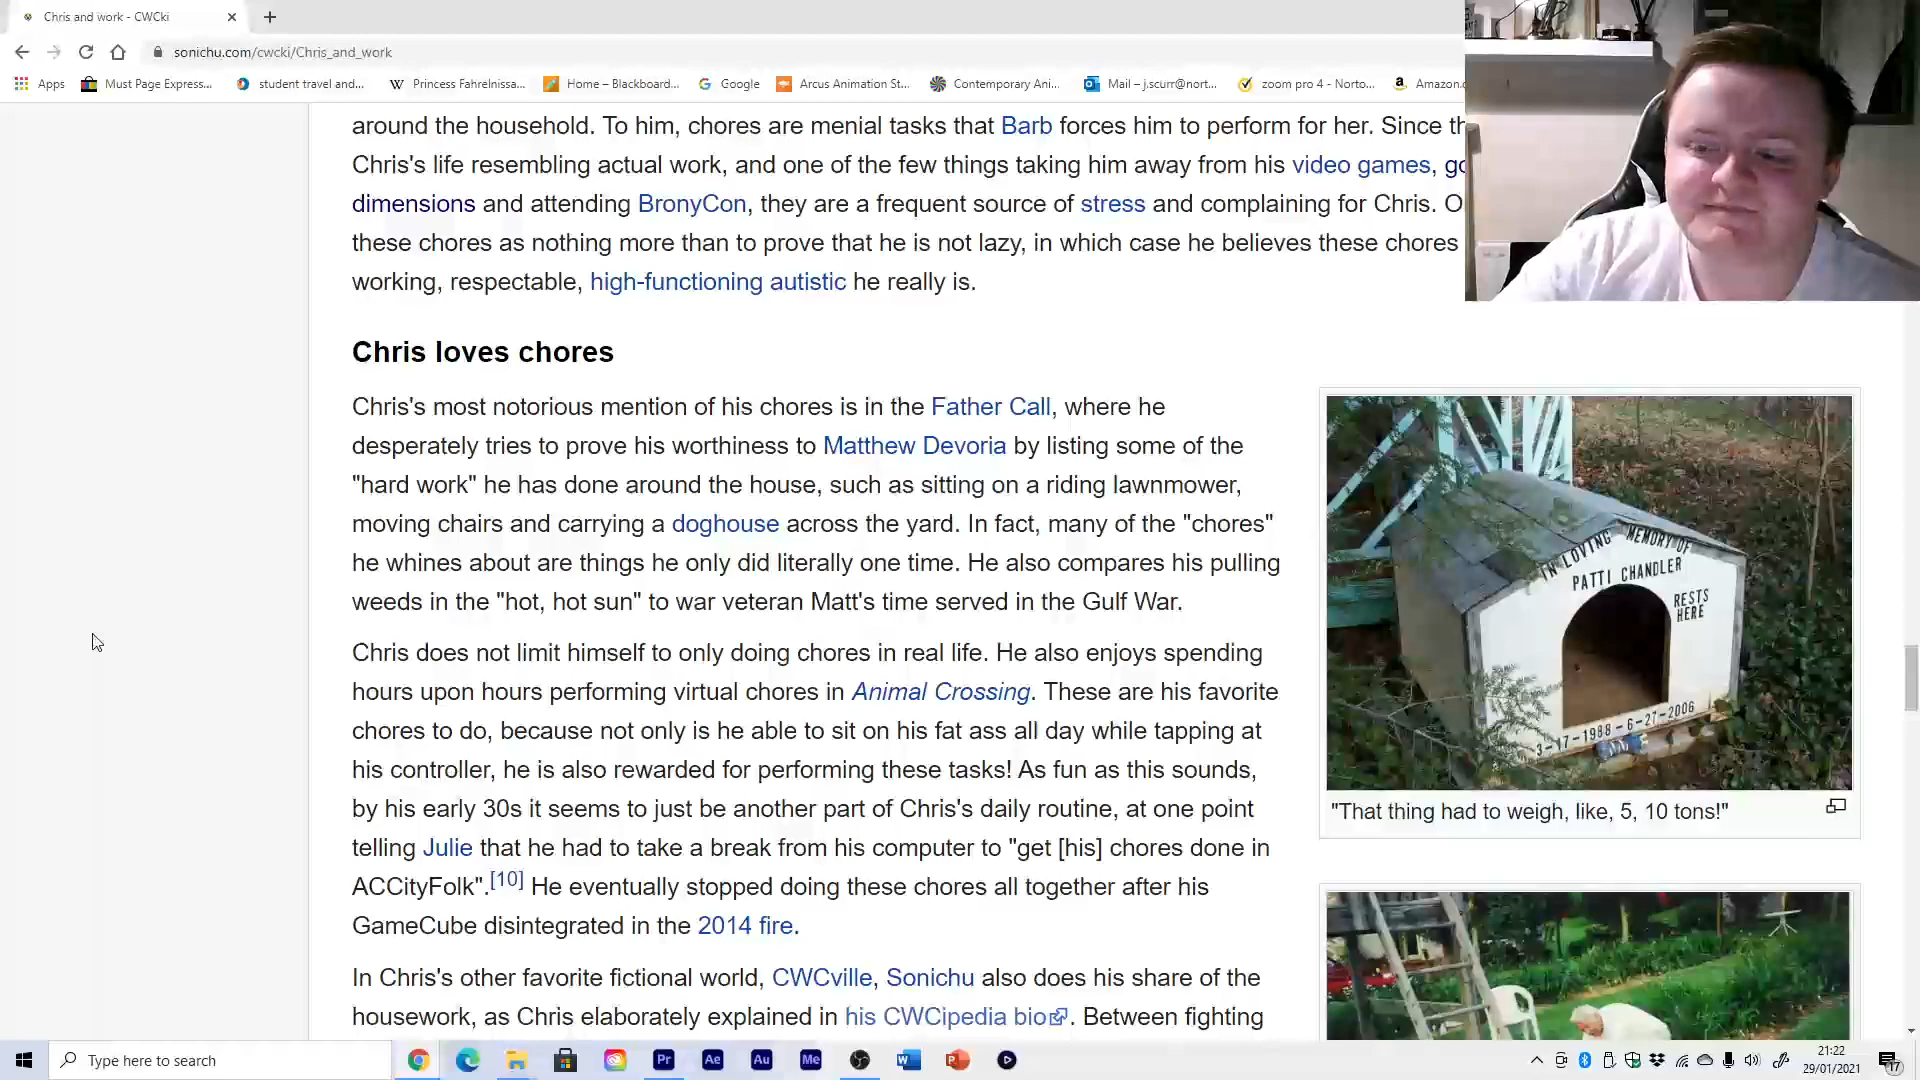 Chris and work - CWCki
sonichu.com/cwcki/Chris_and_work
Apps Must Page Express... student travel and... Princess Fahrelnissa... Home – Blackboard... Google Arcus Animation St... Contemporary Ani... Mail – j.scurr@nort... zoom pro 4 - Norto... Amazon.c
around the household. To him, chores are menial tasks that Barb forces him to perform for her. Since th
Chris's life resembling actual work, and one of the few things taking him away from his video games, go
dimensions and attending BronyCon, they are a frequent source of stress and complaining for Chris. O
these chores as nothing more than to prove that he is not lazy, in which case he believes these chores
working, respectable, high-functioning autistic he really is.
Chris loves chores
Chris's most notorious mention of his chores is in the Father Call, where he
desperately tries to prove his worthiness to Matthew Devoria by listing some of the
"hard work" he has done around the house, such as sitting on a riding lawnmower,
moving chairs and carrying a doghouse across the yard. In fact, many of the "chores"
he whines about are things he only did literally one time. He also compares his pulling
weeds in the "hot, hot sun" to war veteran Matt's time served in the Gulf War.
Chris does not limit himself to only doing chores in real life. He also enjoys spending
hours upon hours performing virtual chores in Animal Crossing. These are his favorite
chores to do, because not only is he able to sit on his fat ass all day while tapping at
his controller, he is also rewarded for performing these tasks! As fun as this sounds,
by his early 30s it seems to just be another part of Chris's daily routine, at one point
telling Julie that he had to take a break from his computer to "get [his] chores done in
ACCityFolk".[10] He eventually stopped doing these chores all together after his
GameCube disintegrated in the 2014 fire.
In Chris's other favorite fictional world, CWCville, Sonichu also does his share of the
housework, as Chris elaborately explained in his CWCipedia bio. Between fighting
IN LOVING MEMORY OF
PATTI CHANDLER
RESTS
HERE
3-17-1988-6-27-2006
"That thing had to weigh, like, 5, 10 tons!"
Type here to search
Pr Ae Au Me
21:22
29/01/2021
17